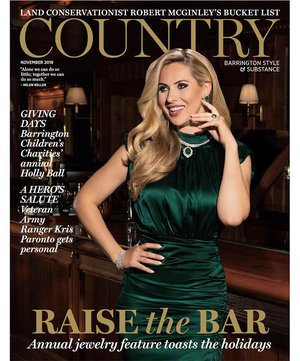 LAND CONSERVATIONIST ROBERT MCGINLEY'S BUCKET LIST
COUNTRY
NOVEMBER 2019
BARRINGTON STYLE
& SUBSTANCE
"Alone we can do so
little; together we can
do so much."
– HELEN KELLER
GIVING
DAYS
Barrington
Children's
Charities'
annual
Holly Ball
A HERO'S
SALUTE
Veteran
Army
Ranger Kris
Paronto gets
personal
RAISE the BAR
Annual jewelry feature toasts the holidays